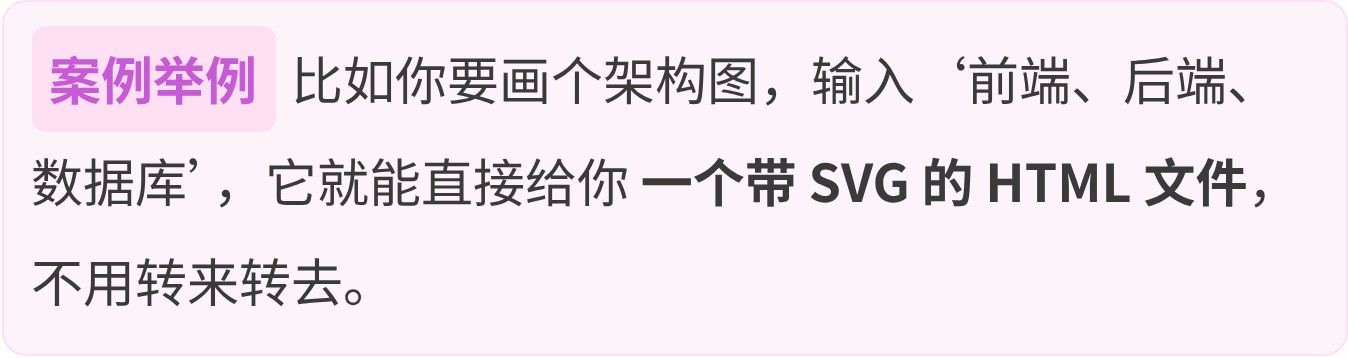 案例举例 比如你要画个架构图，输入‘前端、后端、
数据库’，它就能直接给你 一个带 SVG 的 HTML 文件，
不用转来转去。